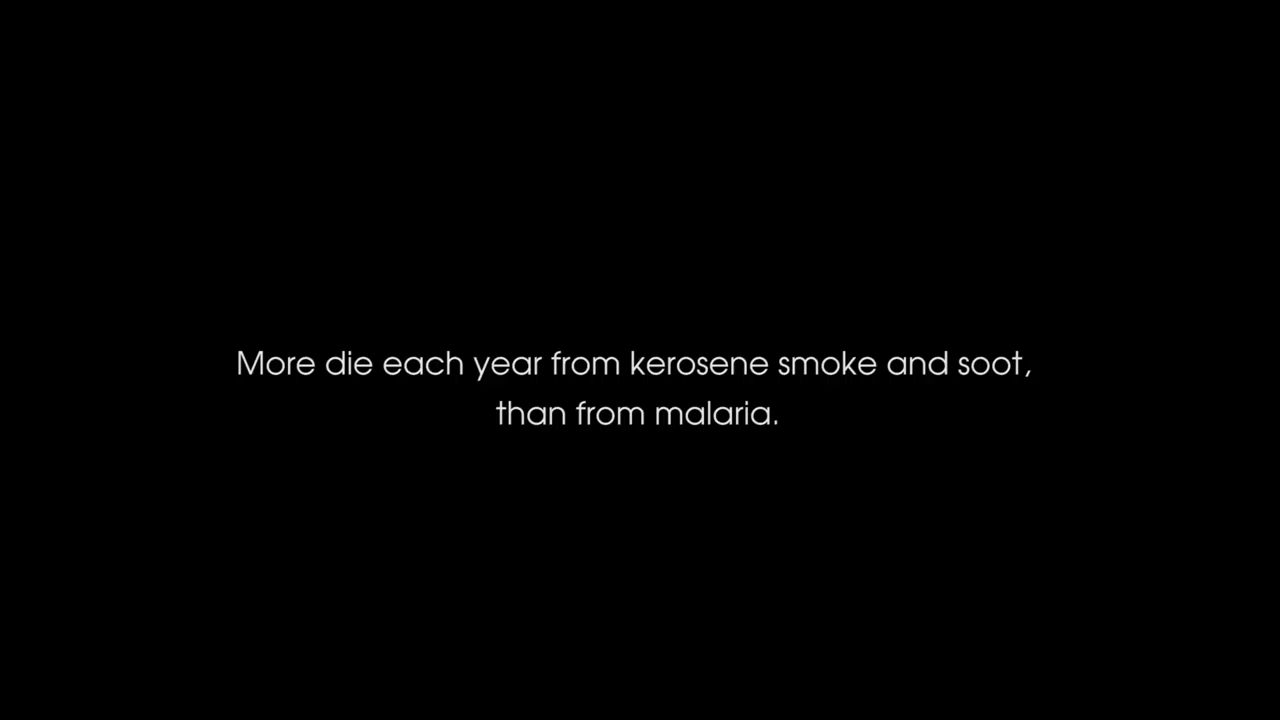 More die each year from kerosene smoke and soot,
than from malaria.